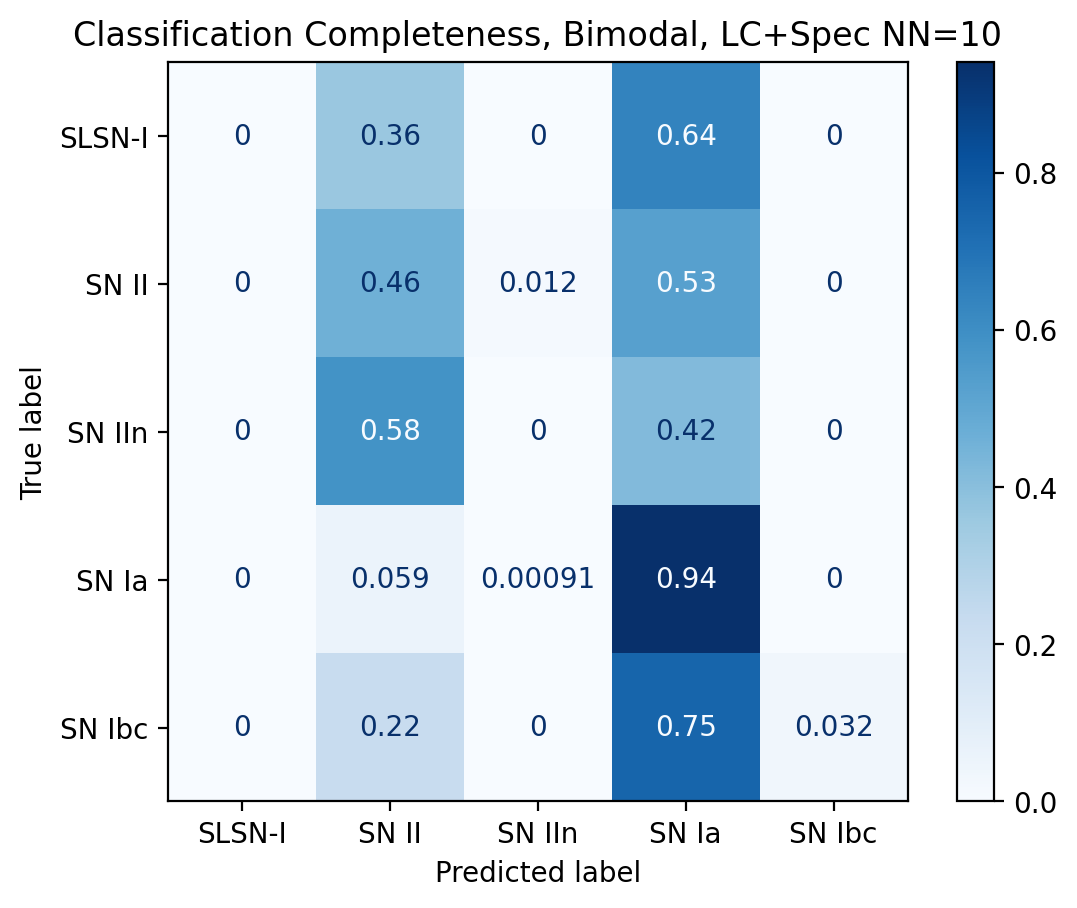 Classification Completeness, Bimodal, LC+Spec NN=10
SLSN-I 0 0.36 0 0.64 0
SN II 0 0.46 0.012 0.53 0
SN IIn 0 0.58 0 0.42 0
SN Ia 0 0.059 0.00091 0.94 0
SN Ibc 0 0.22 0 0.75 0.032
True label
SLSN-I SN II SN IIn SN Ia SN Ibc
Predicted label
0.8
0.6
0.4
0.2
0.0